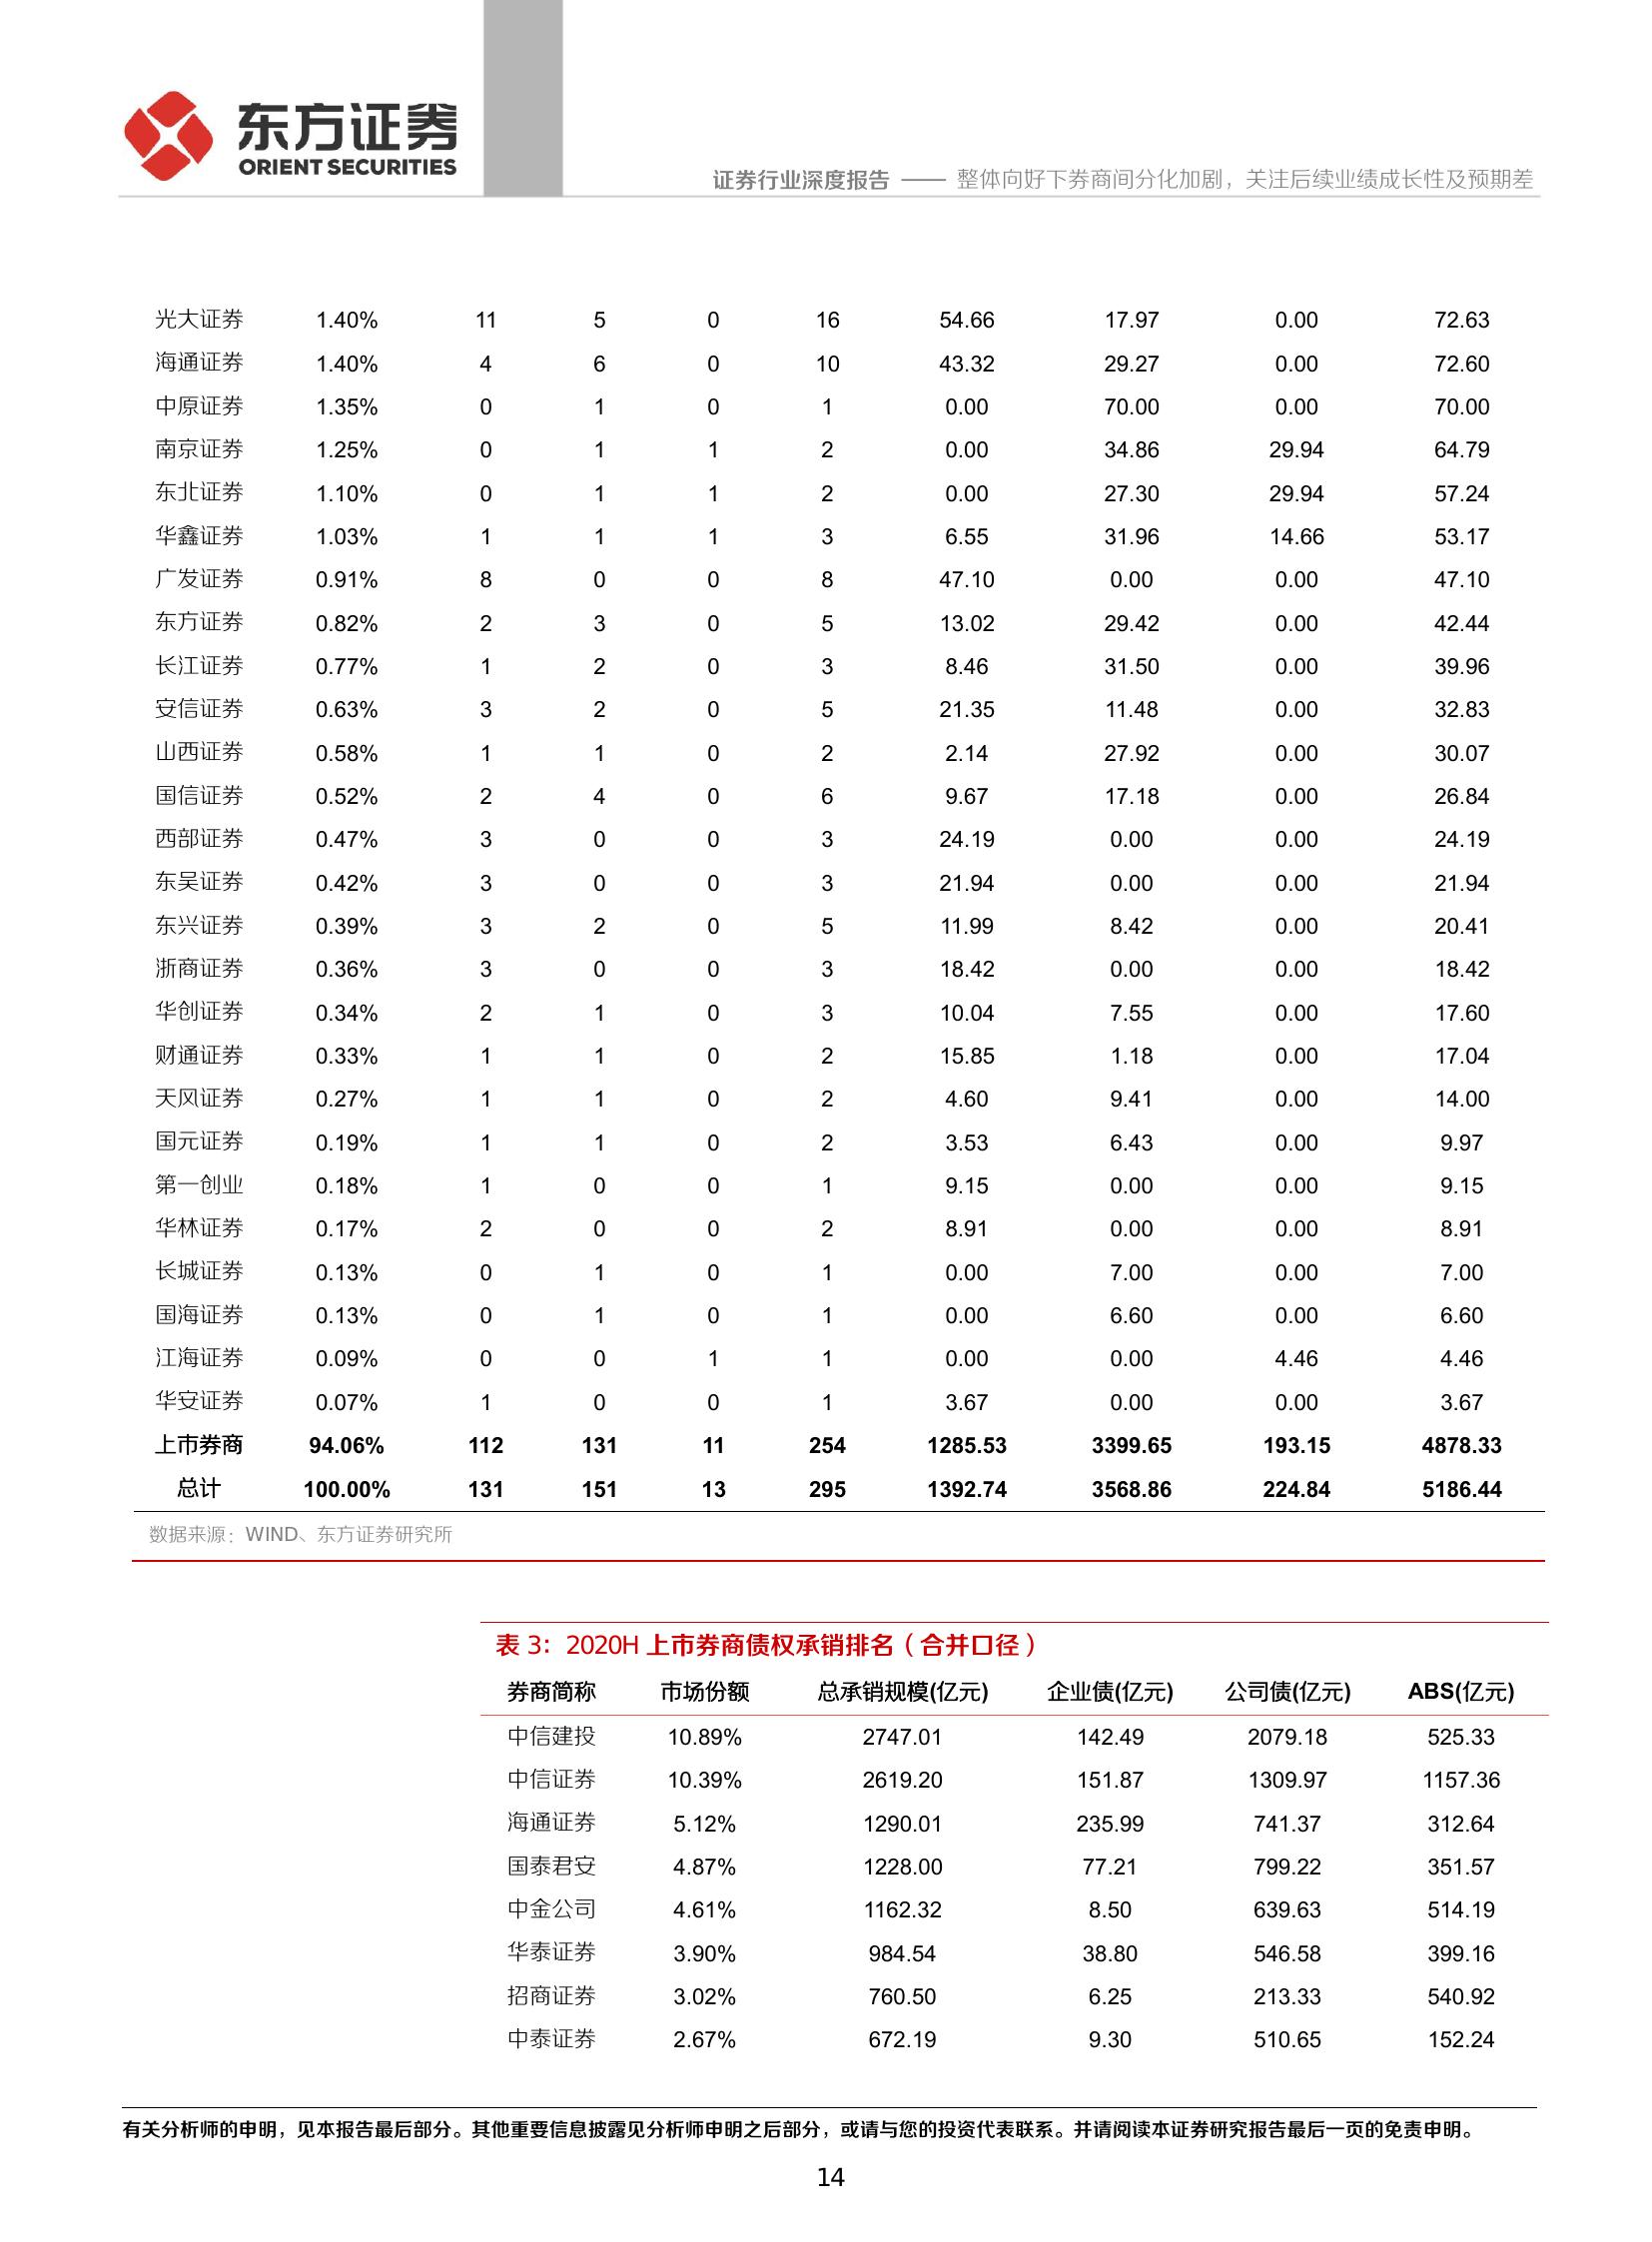 东方证券
ORIENT SECURITIES
证券行业深度报告 —— 整体向好下券商间分化加剧，关注后续业绩成长性及预期差
光大证券 1.40% 11 5 0 16 54.66 17.97 0.00 72.63
海通证券 1.40% 4 6 0 10 43.32 29.27 0.00 72.60
中原证券 1.35% 0 1 0 1 0.00 70.00 0.00 70.00
南京证券 1.25% 0 1 1 2 0.00 34.86 29.94 64.79
东北证券 1.10% 0 1 1 2 0.00 27.30 29.94 57.24
华鑫证券 1.03% 1 1 1 3 6.55 31.96 14.66 53.17
广发证券 0.91% 8 0 0 8 47.10 0.00 0.00 47.10
东方证券 0.82% 2 3 0 5 13.02 29.42 0.00 42.44
长江证券 0.77% 1 2 0 3 8.46 31.50 0.00 39.96
安信证券 0.63% 3 2 0 5 21.35 11.48 0.00 32.83
山西证券 0.58% 1 1 0 2 2.14 27.92 0.00 30.07
国信证券 0.52% 2 4 0 6 9.67 17.18 0.00 26.84
西部证券 0.47% 3 0 0 3 24.19 0.00 0.00 24.19
东吴证券 0.42% 3 0 0 3 21.94 0.00 0.00 21.94
东兴证券 0.39% 3 2 0 5 11.99 8.42 0.00 20.41
浙商证券 0.36% 3 0 0 3 18.42 0.00 0.00 18.42
华创证券 0.34% 2 1 0 3 10.04 7.55 0.00 17.60
财通证券 0.33% 1 1 0 2 15.85 1.18 0.00 17.04
天风证券 0.27% 1 1 0 2 4.60 9.41 0.00 14.00
国元证券 0.19% 1 1 0 2 3.53 6.43 0.00 9.97
第一创业 0.18% 1 0 0 1 9.15 0.00 0.00 9.15
华林证券 0.17% 2 0 0 2 8.91 0.00 0.00 8.91
长城证券 0.13% 0 1 0 1 0.00 7.00 0.00 7.00
国海证券 0.13% 0 1 0 1 0.00 6.60 0.00 6.60
江海证券 0.09% 0 0 1 1 0.00 0.00 4.46 4.46
华安证券 0.07% 1 0 0 1 3.67 0.00 0.00 3.67
上市券商 94.06% 112 131 11 254 1285.53 3399.65 193.15 4878.33
总计 100.00% 131 151 13 295 1392.74 3568.86 224.84 5186.44
数据来源：WIND、东方证券研究所
表 3：2020H 上市券商债权承销排名（合并口径）
券商简称 市场份额 总承销规模(亿元) 企业债(亿元) 公司债(亿元) ABS(亿元)
中信建投 10.89% 2747.01 142.49 2079.18 525.33
中信证券 10.39% 2619.20 151.87 1309.97 1157.36
海通证券 5.12% 1290.01 235.99 741.37 312.64
国泰君安 4.87% 1228.00 77.21 799.22 351.57
中金公司 4.61% 1162.32 8.50 639.63 514.19
华泰证券 3.90% 984.54 38.80 546.58 399.16
招商证券 3.02% 760.50 6.25 213.33 540.92
中泰证券 2.67% 672.19 9.30 510.65 152.24
有关分析师的申明，见本报告最后部分。其他重要信息披露见分析师申明之后部分，或请与您的投资代表联系。并请阅读本证券研究报告最后一页的免责申明。
14